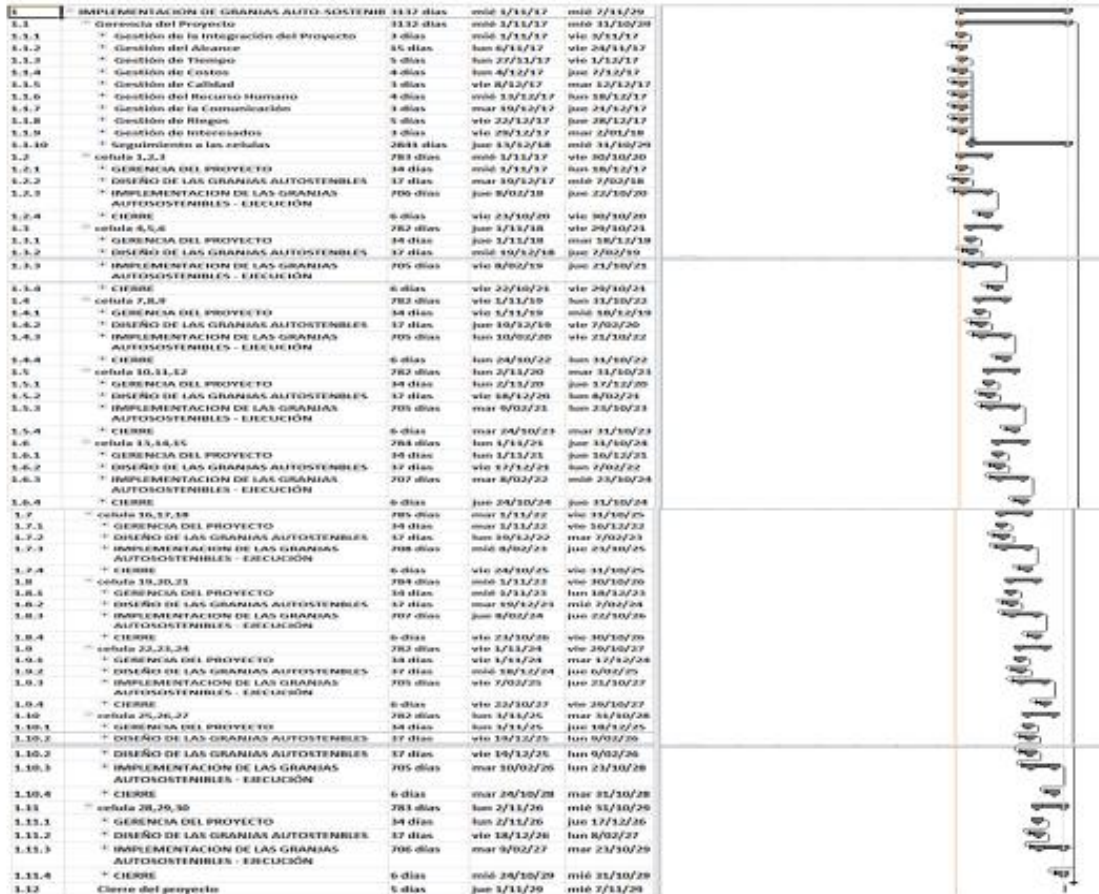 1 IMPLEMENTACION DE GRANJAS AUTO-SOSTENIB 3137 días mié 1/11/17 mié 7/11/29
1.1 Gerencia del Proyecto 3132 días mié 1/11/17 mié 31/10/29
1.1.1 Gestión de la Integración del Proyecto 3 días mié 1/11/17 vie 3/11/17
1.1.2 Gestión del Alcance 15 días lun 6/11/17 vie 24/11/17
1.1.3 Gestión de Tiempo 5 días lun 27/11/17 vie 1/12/17
1.1.4 Gestión de Costos 4 días lun 4/12/17 jue 7/12/17
1.1.5 Gestión de Calidad 3 días vie 8/12/17 mar 12/12/17
1.1.6 Gestión del Recurso Humano 4 días mié 13/12/17 lun 18/12/17
1.1.7 Gestión de la Comunicación 3 días mar 19/12/17 jue 21/12/17
1.1.8 Gestión de Riegos 5 días vie 22/12/17 jue 28/12/17
1.1.9 Gestión de Interesados 3 días vie 29/12/17 mar 2/01/18
1.1.10 Seguimiento a las celulas 2841 días jue 13/12/18 mié 31/10/29
1.2 celula 1,2,3 783 días mié 1/11/17 vie 30/10/20
1.2.1 GERENCIA DEL PROYECTO 34 días mié 1/11/17 lun 18/12/17
1.2.2 DISEÑO DE LAS GRANJAS AUTOSTENBLES 37 días mar 19/12/17 mié 7/02/18
1.2.3 IMPLEMENTACION DE LAS GRANJAS 706 días jue 8/02/18 jue 22/10/20
AUTOSOSTENIBLES - EJECUCIÓN
1.2.4 CIERRE 6 días vie 23/10/20 vie 30/10/20
1.3 celula 4,5,6 782 días jue 1/11/18 vie 29/10/21
1.3.1 GERENCIA DEL PROYECTO 34 días jue 1/11/18 mar 18/12/18
1.3.2 DISEÑO DE LAS GRANJAS AUTOSTENBLES 37 días mié 19/12/18 jue 7/02/19
1.3.3 IMPLEMENTACION DE LAS GRANJAS 705 días vie 8/02/19 jue 21/10/21
AUTOSOSTENIBLES - EJECUCIÓN
1.3.4 CIERRE 6 días vie 22/10/21 vie 29/10/21
1.4 celula 7,8,9 782 días vie 1/11/19 lun 31/10/22
1.4.1 GERENCIA DEL PROYECTO 34 días vie 1/11/19 mié 18/12/19
1.4.2 DISEÑO DE LAS GRANJAS AUTOSTENBLES 37 días jue 19/12/19 vie 7/02/20
1.4.3 IMPLEMENTACION DE LAS GRANJAS 705 días lun 10/02/20 vie 21/10/22
AUTOSOSTENIBLES - EJECUCIÓN
1.4.4 CIERRE 6 días lun 24/10/22 lun 31/10/22
1.5 celula 10,11,12 782 días lun 2/11/20 mar 31/10/23
1.5.1 GERENCIA DEL PROYECTO 34 días lun 2/11/20 jue 17/12/20
1.5.2 DISEÑO DE LAS GRANJAS AUTOSTENBLES 37 días vie 18/12/20 lun 8/02/21
1.5.3 IMPLEMENTACION DE LAS GRANJAS 705 días mar 9/02/21 lun 23/10/23
AUTOSOSTENIBLES - EJECUCIÓN
1.5.4 CIERRE 6 días mar 24/10/23 mar 31/10/23
1.6 celula 13,14,15 784 días lun 1/11/21 jue 31/10/24
1.6.1 GERENCIA DEL PROYECTO 34 días lun 1/11/21 jue 16/12/21
1.6.2 DISEÑO DE LAS GRANJAS AUTOSTENBLES 37 días vie 17/12/21 lun 7/02/22
1.6.3 IMPLEMENTACION DE LAS GRANJAS 707 días mar 8/02/22 mié 23/10/24
AUTOSOSTENIBLES - EJECUCIÓN
1.6.4 CIERRE 6 días jue 24/10/24 jue 31/10/24
1.7 celula 16,17,18 785 días mar 1/11/22 vie 31/10/25
1.7.1 GERENCIA DEL PROYECTO 34 días mar 1/11/22 vie 16/12/22
1.7.2 DISEÑO DE LAS GRANJAS AUTOSTENBLES 37 días lun 19/12/22 mar 7/02/23
1.7.3 IMPLEMENTACION DE LAS GRANJAS 708 días mié 8/02/23 jue 23/10/25
AUTOSOSTENIBLES - EJECUCIÓN
1.7.4 CIERRE 6 días vie 24/10/25 vie 31/10/25
1.8 celula 19,20,21 784 días mié 1/11/23 vie 30/10/26
1.8.1 GERENCIA DEL PROYECTO 34 días mié 1/11/23 lun 18/12/23
1.8.2 DISEÑO DE LAS GRANJAS AUTOSTENBLES 37 días mar 19/12/23 mié 7/02/24
1.8.3 IMPLEMENTACION DE LAS GRANJAS 707 días jue 8/02/24 jue 22/10/26
AUTOSOSTENIBLES - EJECUCIÓN
1.8.4 CIERRE 6 días vie 23/10/26 vie 30/10/26
1.9 celula 22,23,24 782 días vie 1/11/24 vie 29/10/27
1.9.1 GERENCIA DEL PROYECTO 34 días vie 1/11/24 mar 17/12/24
1.9.2 DISEÑO DE LAS GRANJAS AUTOSTENBLES 37 días mié 18/12/24 jue 6/02/25
1.9.3 IMPLEMENTACION DE LAS GRANJAS 705 días vie 7/02/25 jue 21/10/27
AUTOSOSTENIBLES - EJECUCIÓN
1.9.4 CIERRE 6 días vie 22/10/27 vie 29/10/27
1.10 celula 25,26,27 782 días lun 3/11/25 mar 31/10/28
1.10.1 GERENCIA DEL PROYECTO 34 días lun 3/11/25 jue 18/12/25
1.10.2 DISEÑO DE LAS GRANJAS AUTOSTENBLES 37 días vie 19/12/25 lun 9/02/26
1.10.2 DISEÑO DE LAS GRANJAS AUTOSTENBLES 37 días vie 19/12/25 lun 9/02/26
1.10.3 IMPLEMENTACION DE LAS GRANJAS 705 días mar 10/02/26 lun 23/10/28
AUTOSOSTENIBLES - EJECUCIÓN
1.10.4 CIERRE 6 días mar 24/10/28 mar 31/10/28
1.11 celula 28,29,30 783 días lun 2/11/26 mié 31/10/29
1.11.1 GERENCIA DEL PROYECTO 34 días lun 2/11/26 jue 17/12/26
1.11.2 DISEÑO DE LAS GRANJAS AUTOSTENBLES 37 días vie 18/12/26 lun 8/02/27
1.11.3 IMPLEMENTACION DE LAS GRANJAS 706 días mar 9/02/27 mar 23/10/29
AUTOSOSTENIBLES - EJECUCIÓN
1.11.4 CIERRE 6 días mié 24/10/29 mié 31/10/29
1.12 Cierre del proyecto 5 días jue 1/11/29 mié 7/11/29